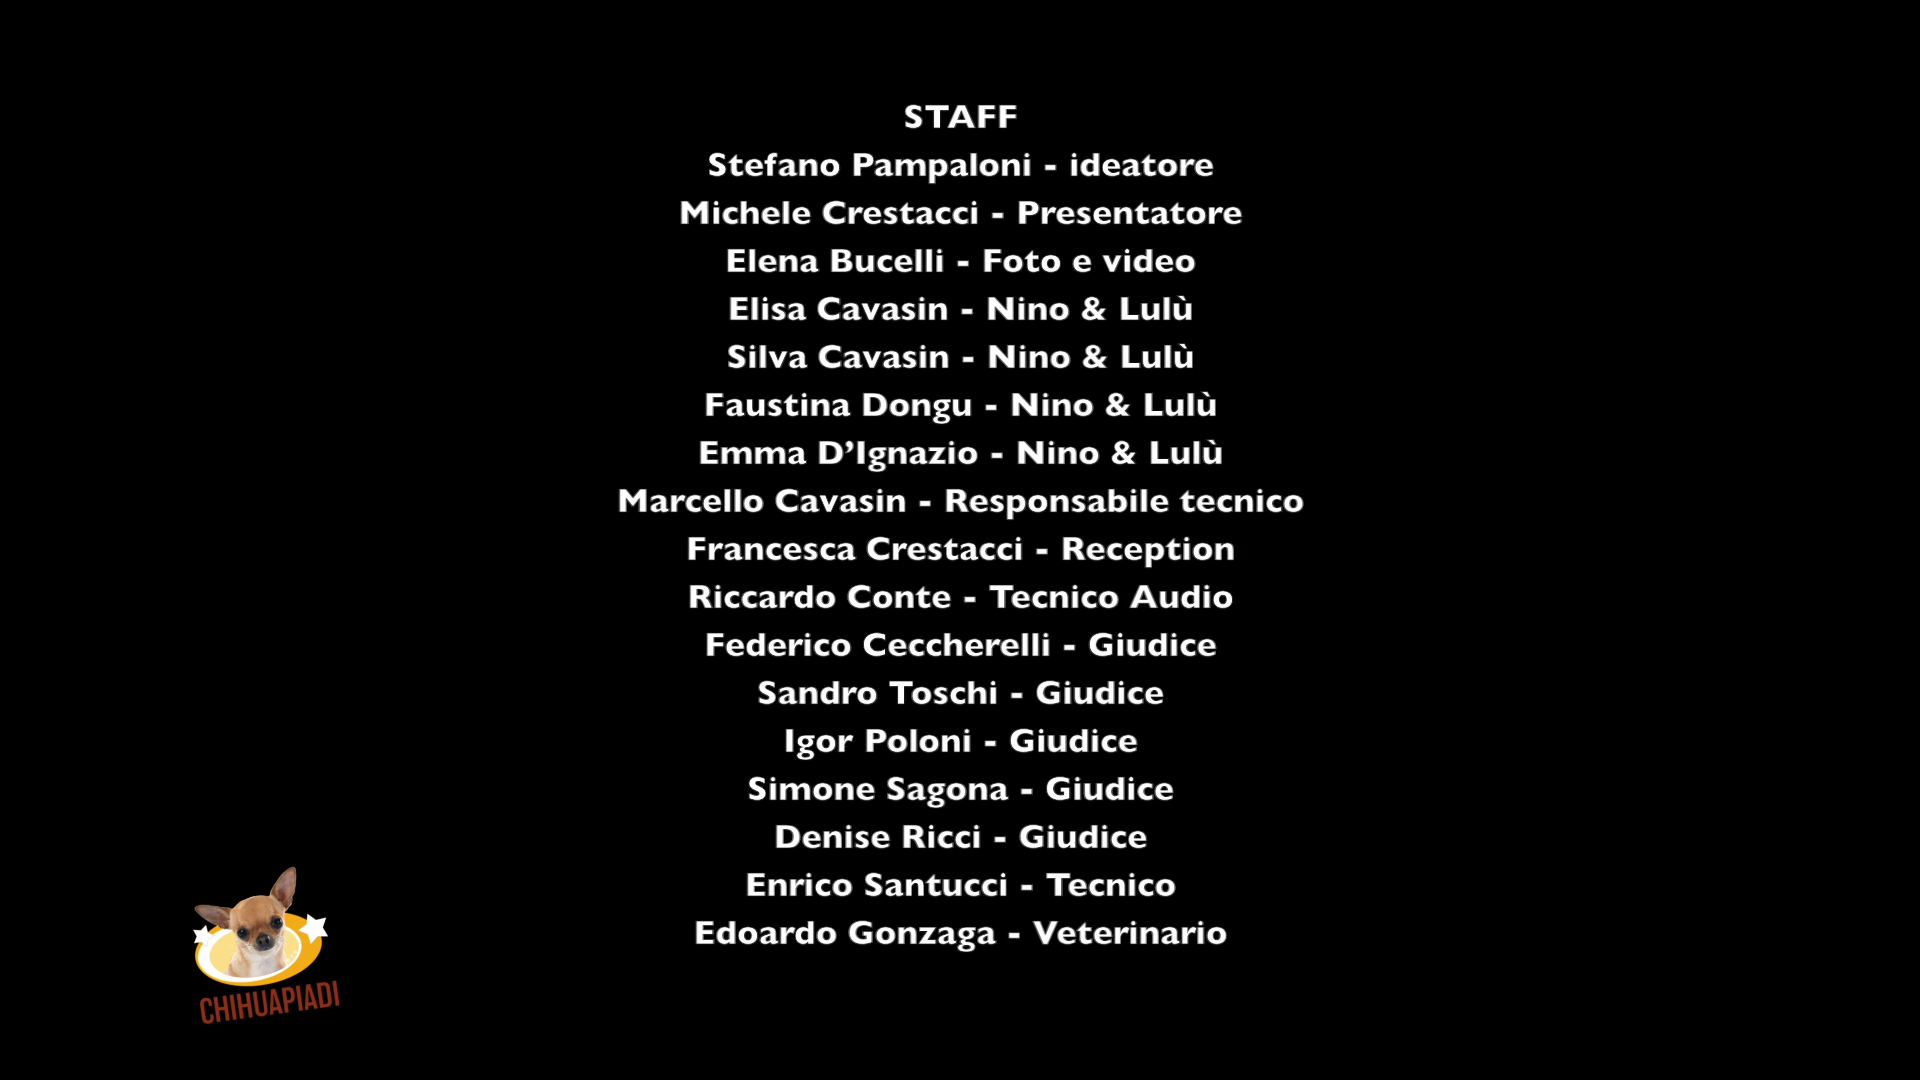 STAFF
Stefano Pampaloni - ideatore
Michele Crestacci - Presentatore
Elena Bucelli - Foto e video
Elisa Cavasin - Nino & Lulù
Silva Cavasin - Nino & Lulù
Faustina Dongu - Nino & Lulù
Emma D’Ignazio - Nino & Lulù
Marcello Cavasin - Responsabile tecnico
Francesca Crestacci - Reception
Riccardo Conte - Tecnico Audio
Federico Ceccherelli - Giudice
Sandro Toschi - Giudice
Igor Poloni - Giudice
Simone Sagona - Giudice
Denise Ricci - Giudice
Enrico Santucci - Tecnico
Edoardo Gonzaga - Veterinario
CHIHUAPIADI